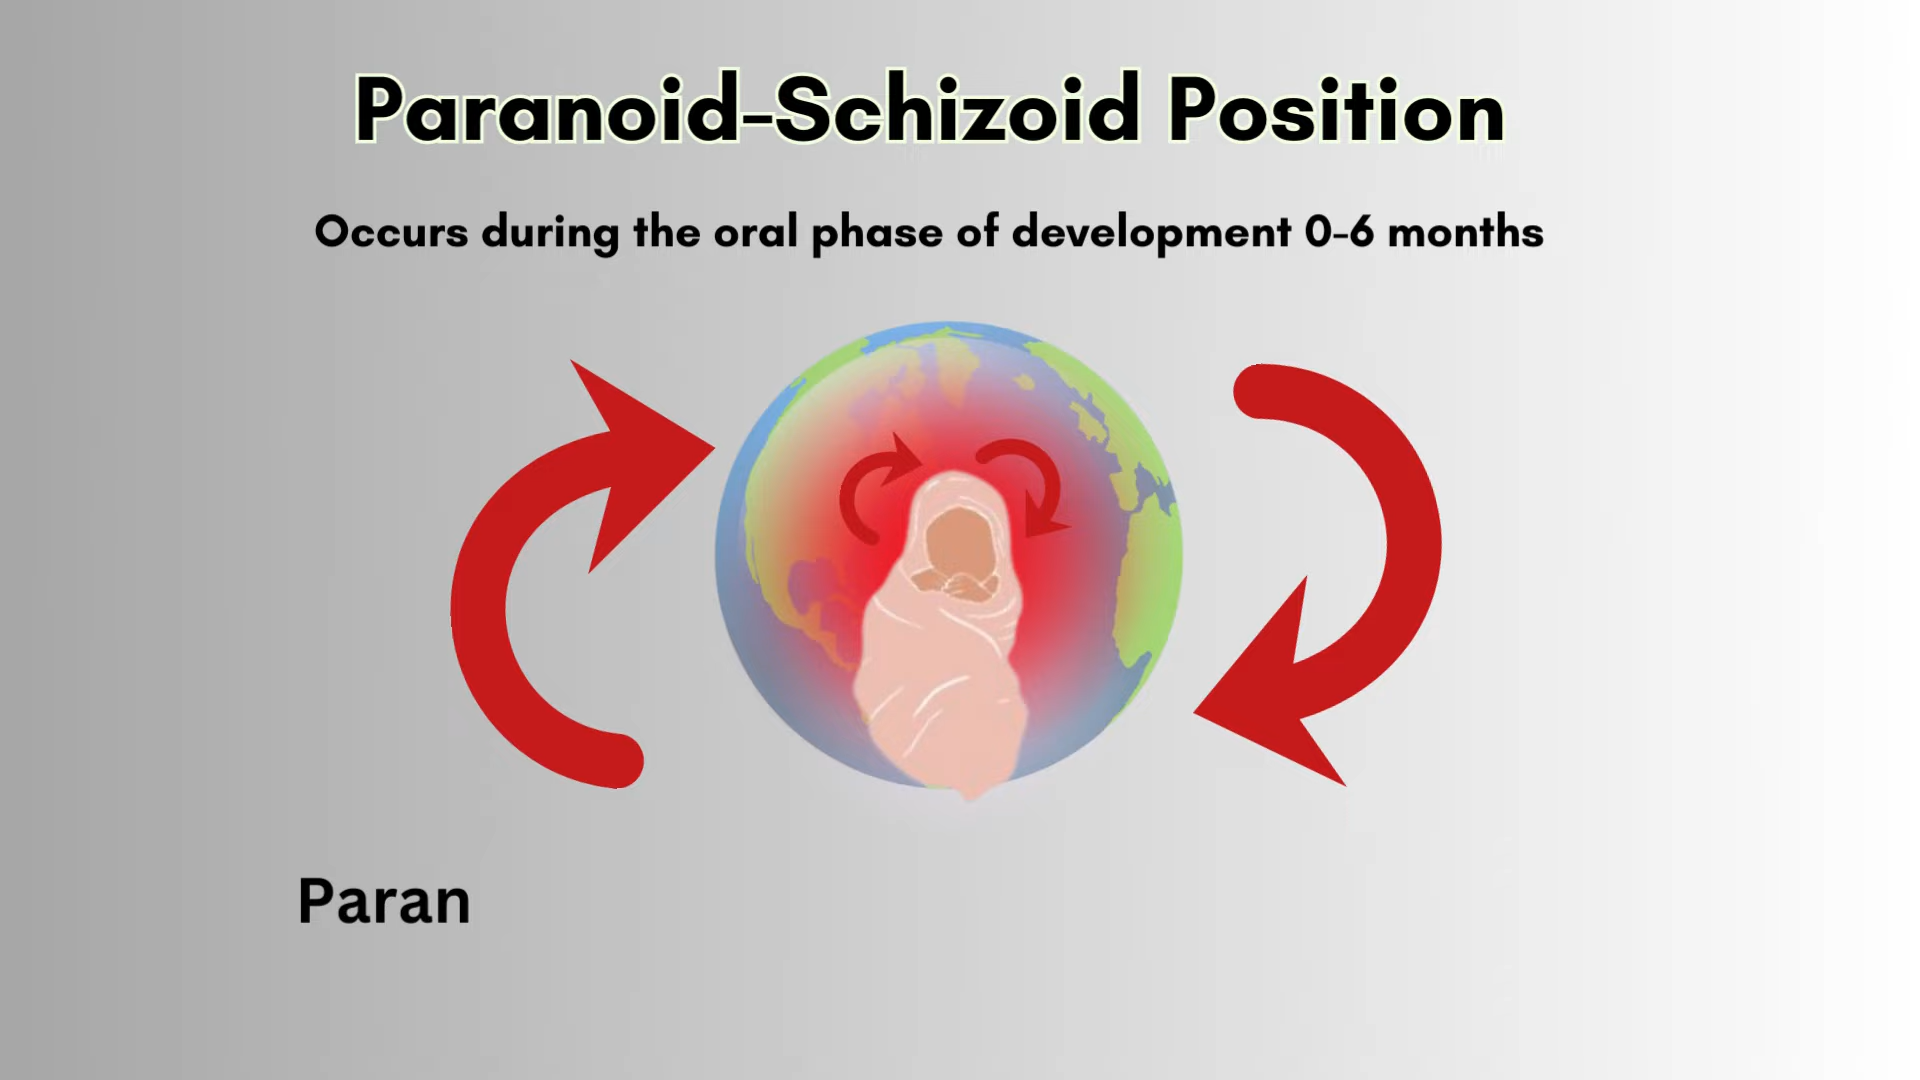 Paranoid-Schizoid Position
Occurs during the oral phase of development 0-6 months
Paran